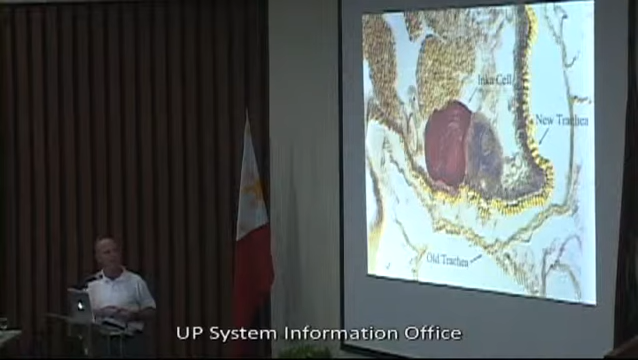 Inka Cell
New Trachea
Old Trachea
UP System Information Office